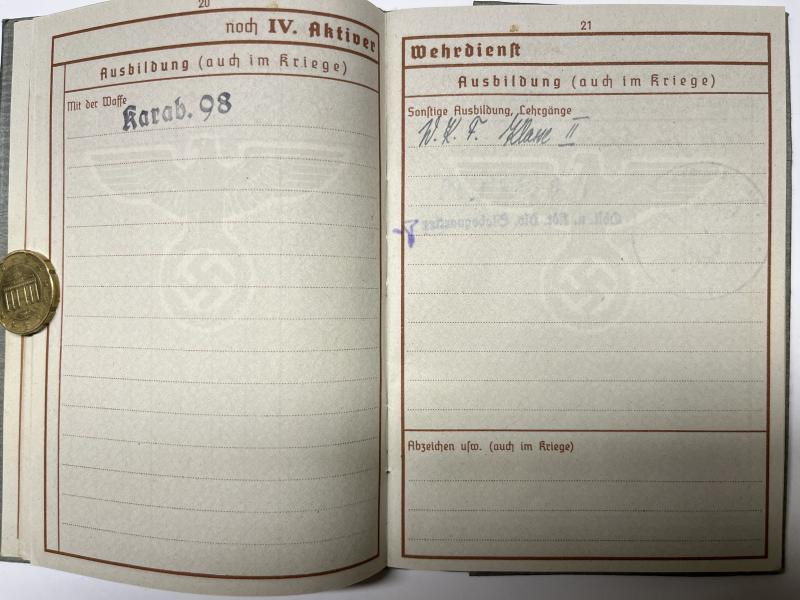 20
noch IV. Aktiver
Ausbildung (auch im Kriege)
Mit der Waffe
Karab. 98
21
Wehrdienst
Ausbildung (auch im Kriege)
Sonstige Ausbildung, Lehrgänge
W. K. F. Klasse II
Abzeichen usw. (auch im Kriege)